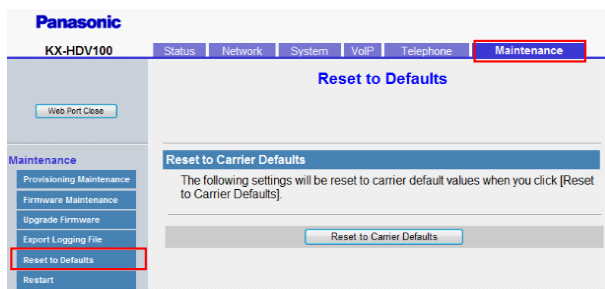 Panasonic
KX-HDV100
Status Network System VoIP Telephone Maintenance
Web Port Close
Reset to Defaults
Maintenance
Provisioning Maintenance
Firmware Maintenance
Upgrade Firmware
Export Logging File
Reset to Defaults
Restart
Reset to Carrier Defaults
The following settings will be reset to carrier default values when you click [Reset
to Carrier Defaults].
Reset to Carrier Defaults